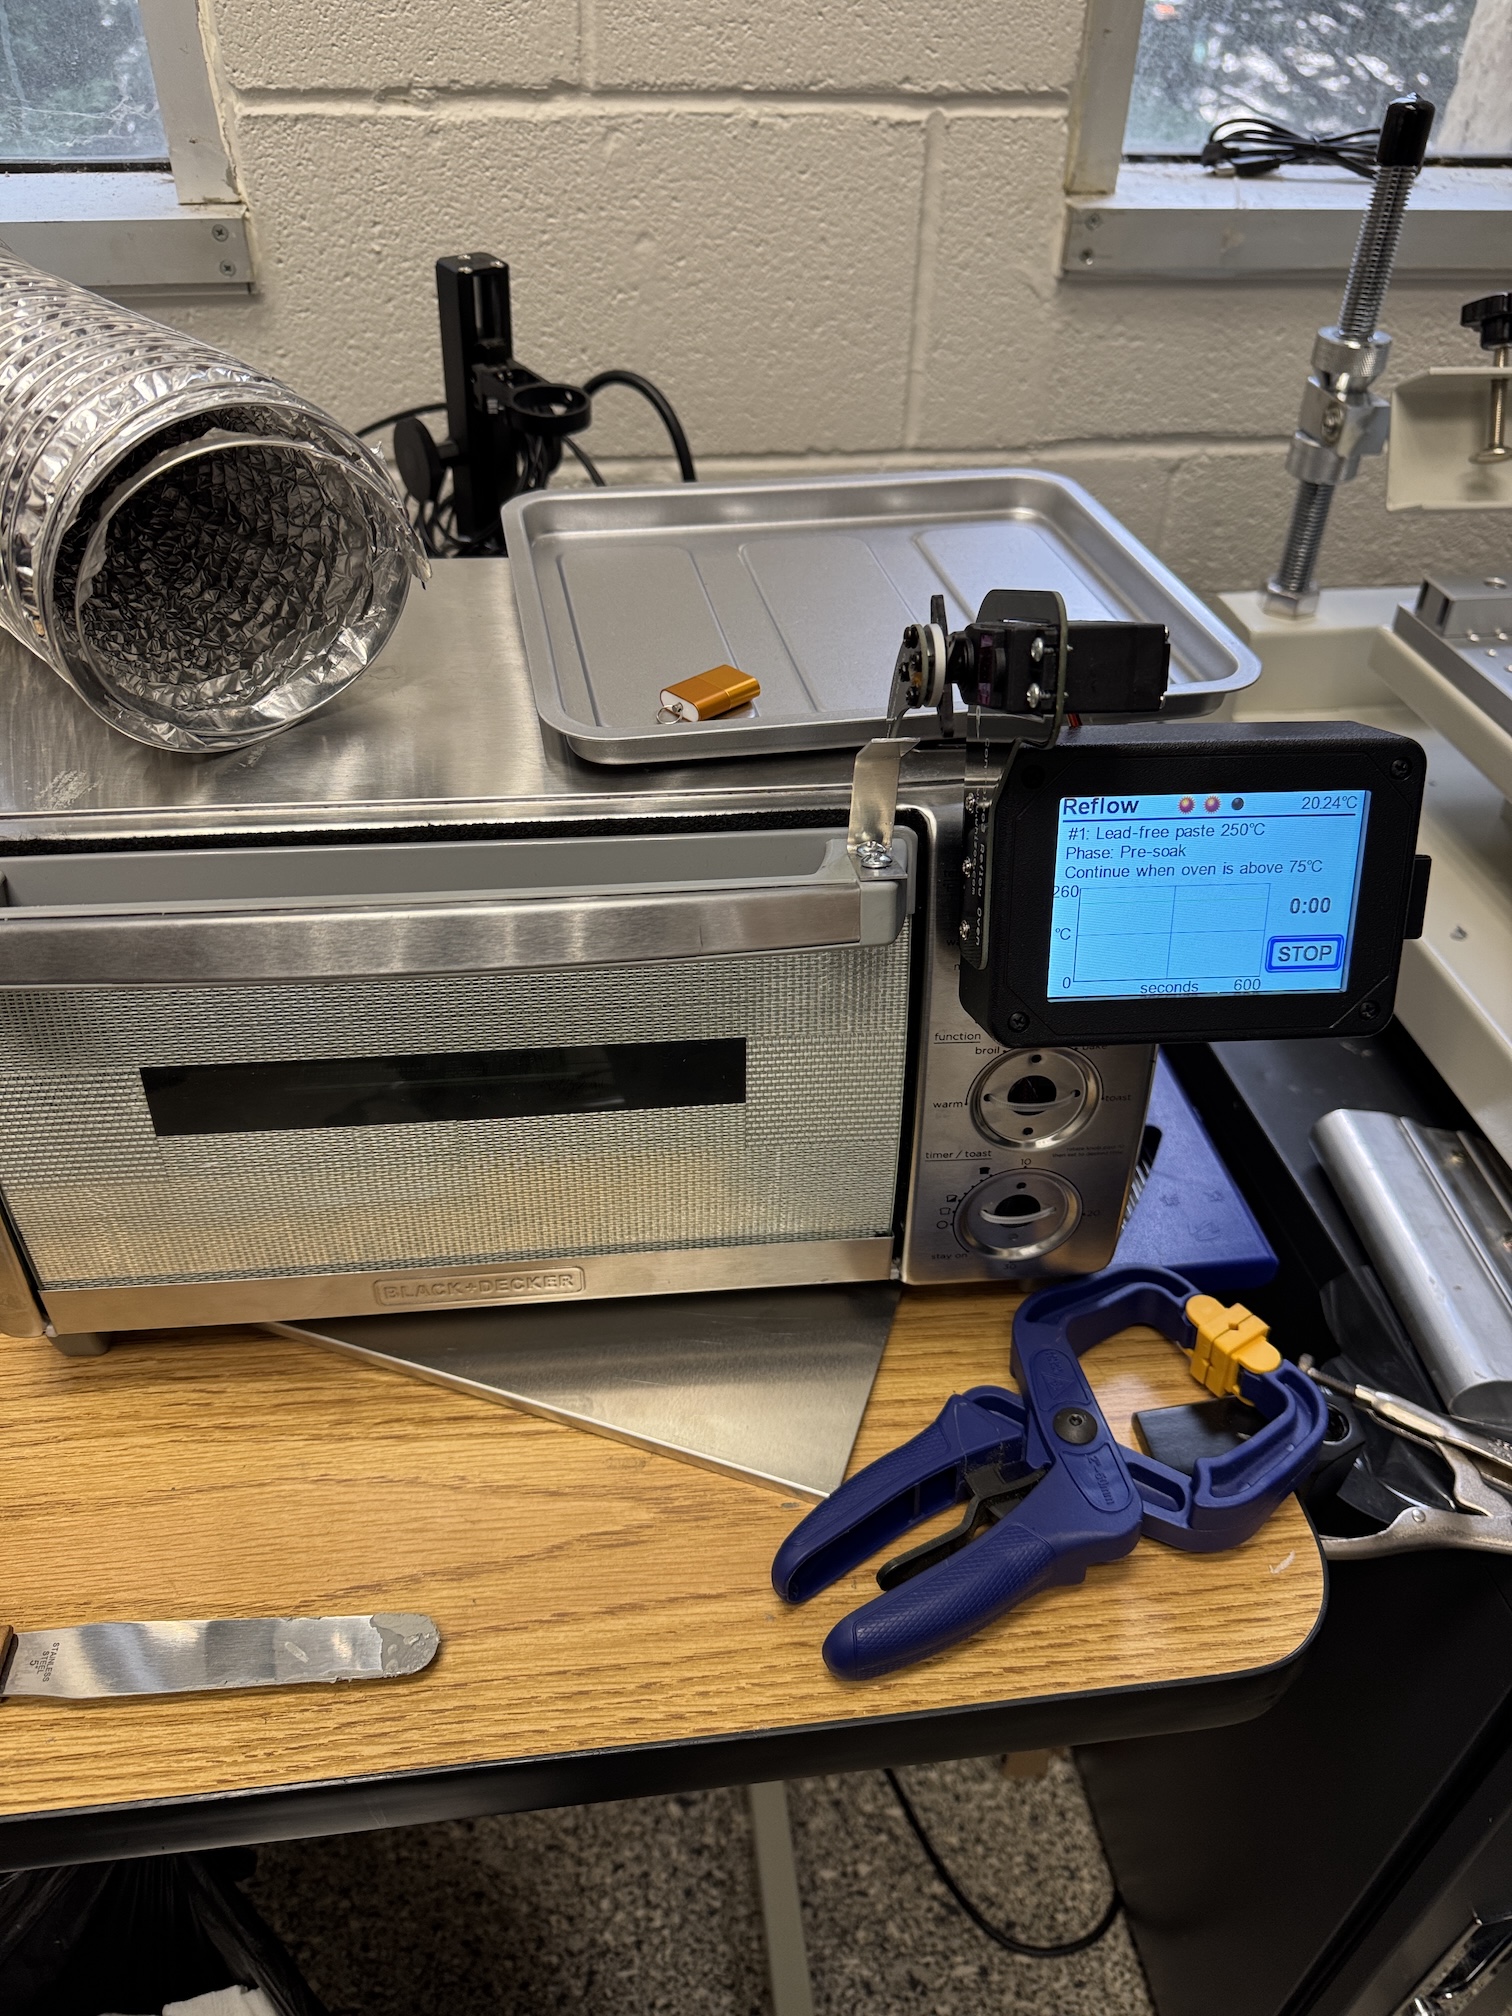 Reflow 20.24°C
#1: Lead-free paste 250°C
Phase: Pre-soak
Continue when oven is above 75°C
260
0:00
°C
STOP
0 seconds 600
function
broil
warm toast
timer / toast
10
20
stay on 30
BLACK+DECKER
STAINLESS
STEEL
5